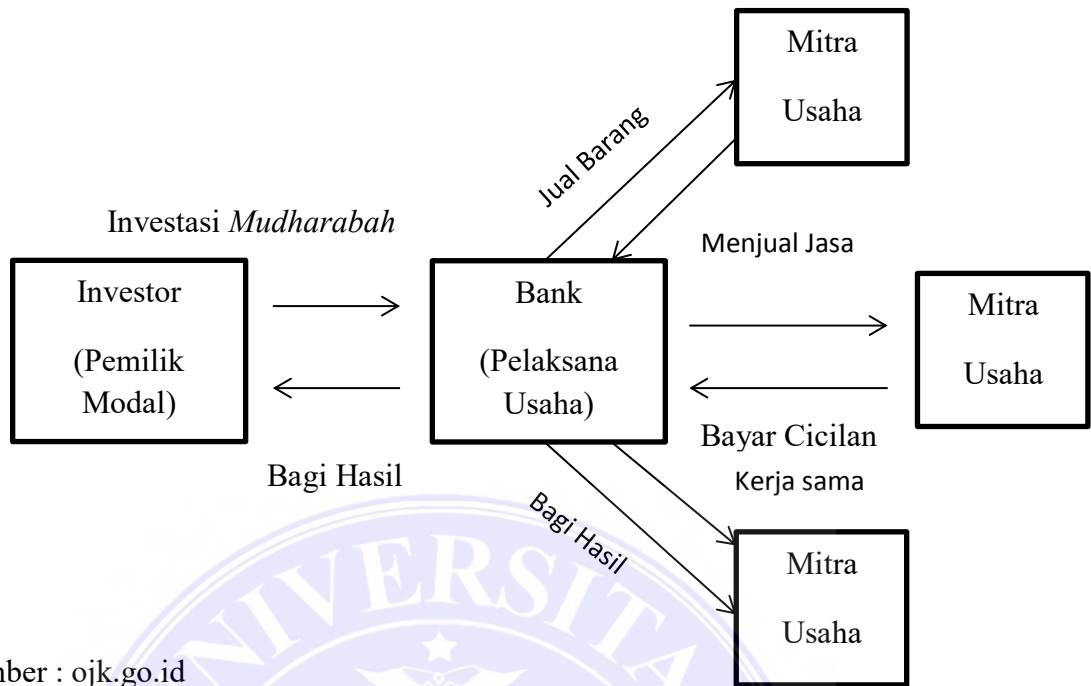 Mitra
Usaha
Jual Barang
Investasi Mudharabah
Menjual Jasa
Investor
(Pemilik
Modal)
Bank
(Pelaksana
Usaha)
Mitra
Usaha
Bayar Cicilan
Bagi Hasil
Kerja sama
Bagi Hasil
Mitra
Usaha
: ojk.go.id